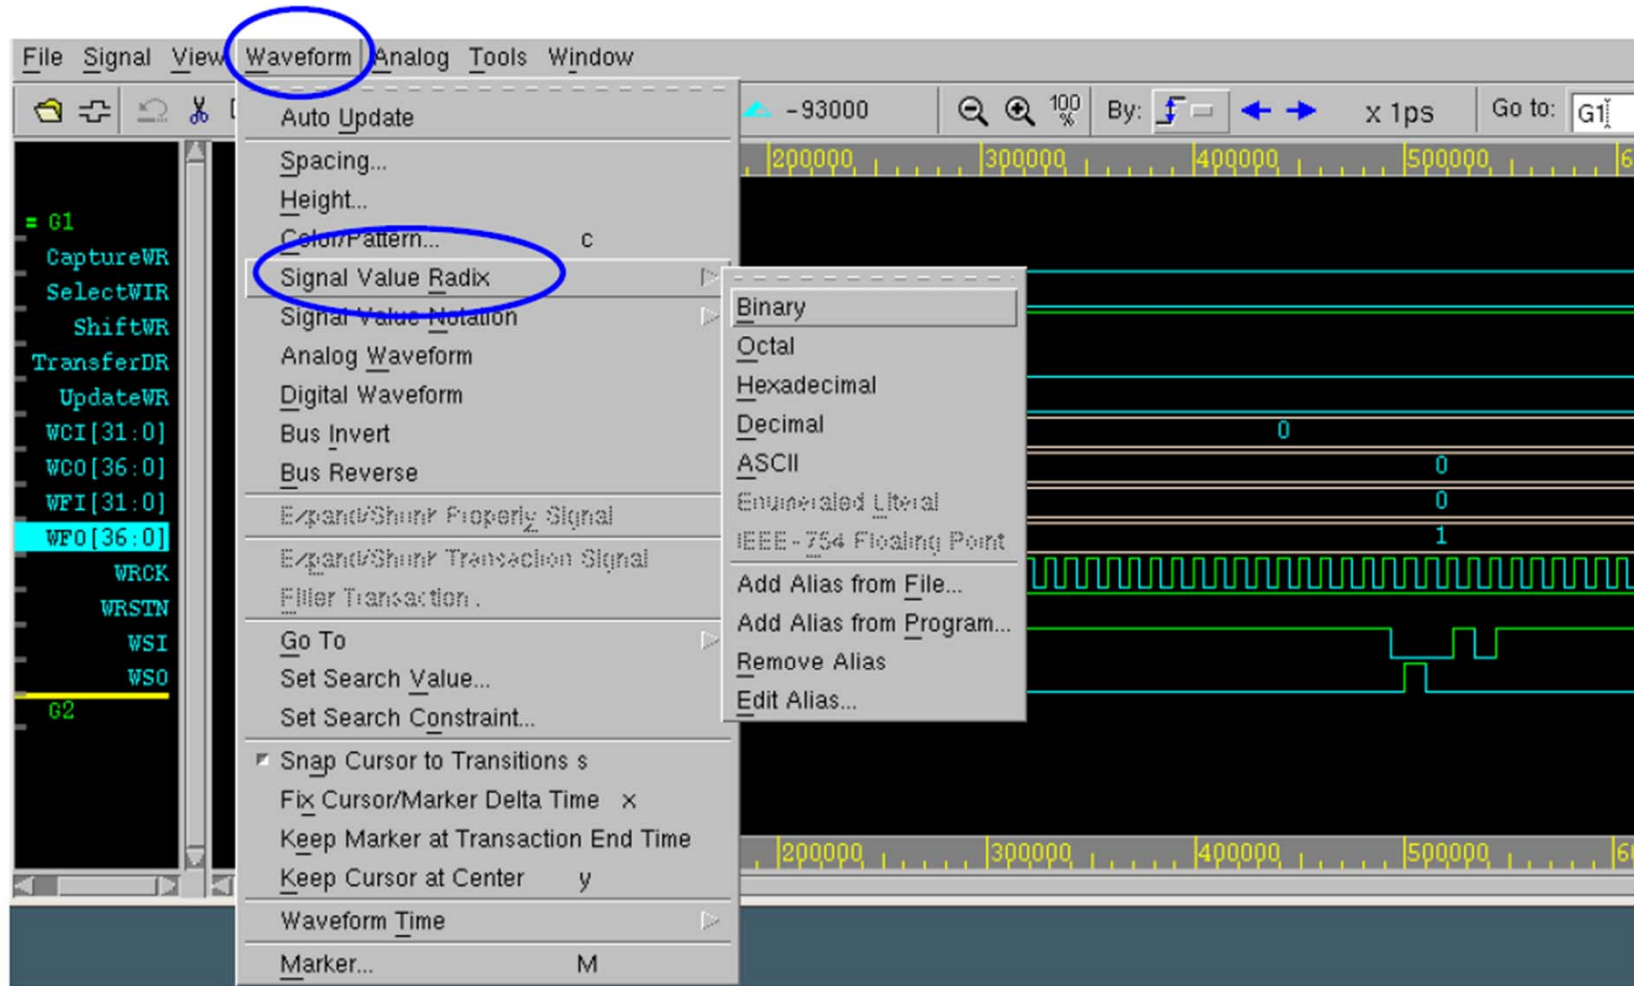 File Signal View Waveform Analog Tools Window
-93000 100 % By: x 1ps Go to: G1
Auto Update
Spacing...
Height...
Color/Pattern... c
Signal Value Radix
Signal Value Notation
Analog Waveform
Digital Waveform
Bus Invert
Bus Reverse
Expand/Shrink Property Signal
Expand/Shrink Transaction Signal
Filter Transaction
Go To
Set Search Value...
Set Search Constraint...
Snap Cursor to Transitions s
Fix Cursor/Marker Delta Time x
Keep Marker at Transaction End Time
Keep Cursor at Center y
Waveform Time
Marker... M
Binary
Octal
Hexadecimal
Decimal
ASCII
Enumerated Literal
IEEE-754 Floating Point
Add Alias from File...
Add Alias from Program...
Remove Alias
Edit Alias...
= G1
CaptureWR
SelectWIR
ShiftWR
TransferDR
UpdateWR
WCI[31:0]
WCO[36:0]
WFI[31:0]
WFO[36:0]
WRCK
WRSTN
WSI
WSO
G2
200000 300000 400000 500000
0
0
0
1
200000 300000 400000 500000